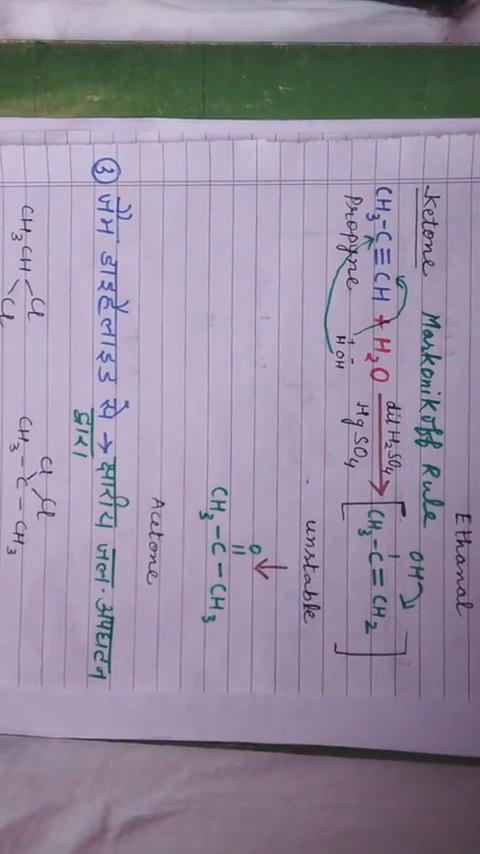 Ethanal
Ketone Markonikoff Rule
OH
CH3-C≡CH + H2O dil H2SO4 HgSO4 [CH3-C=CH2]
Propyne
+ -
H OH
unstable
O
||
CH3-C-CH3
Acetone
③ जैम डाइहैलाइड से → क्षारीय जल-अपघटन
द्वारा
Cl Cl
CH3CH CH3-C-CH3
Cl Cl